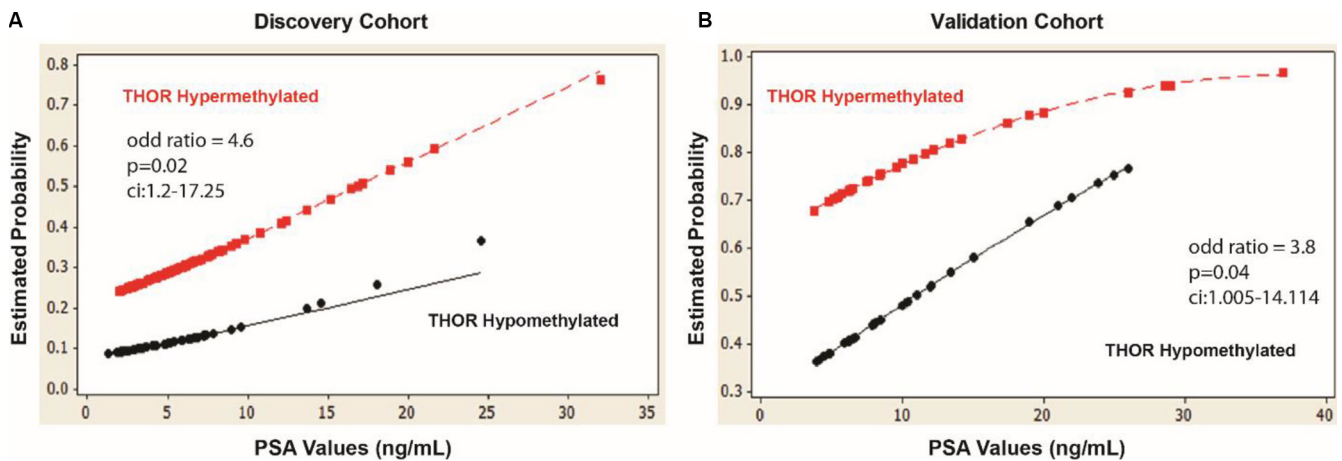 A
Discovery Cohort
Estimated Probability
0.8
0.7
0.6
0.5
0.4
0.3
0.2
0.1
0.0
THOR Hypermethylated
odd ratio = 4.6
p=0.02
ci:1.2-17.25
THOR Hypomethylated
0 5 10 15 20 25 30 35
PSA Values (ng/mL)
B
Validation Cohort
Estimated Probability
1.0
0.9
0.8
0.7
0.6
0.5
0.4
0.3
THOR Hypermethylated
odd ratio = 3.8
p=0.04
ci:1.005-14.114
THOR Hypomethylated
0 10 20 30 40
PSA Values (ng/mL)